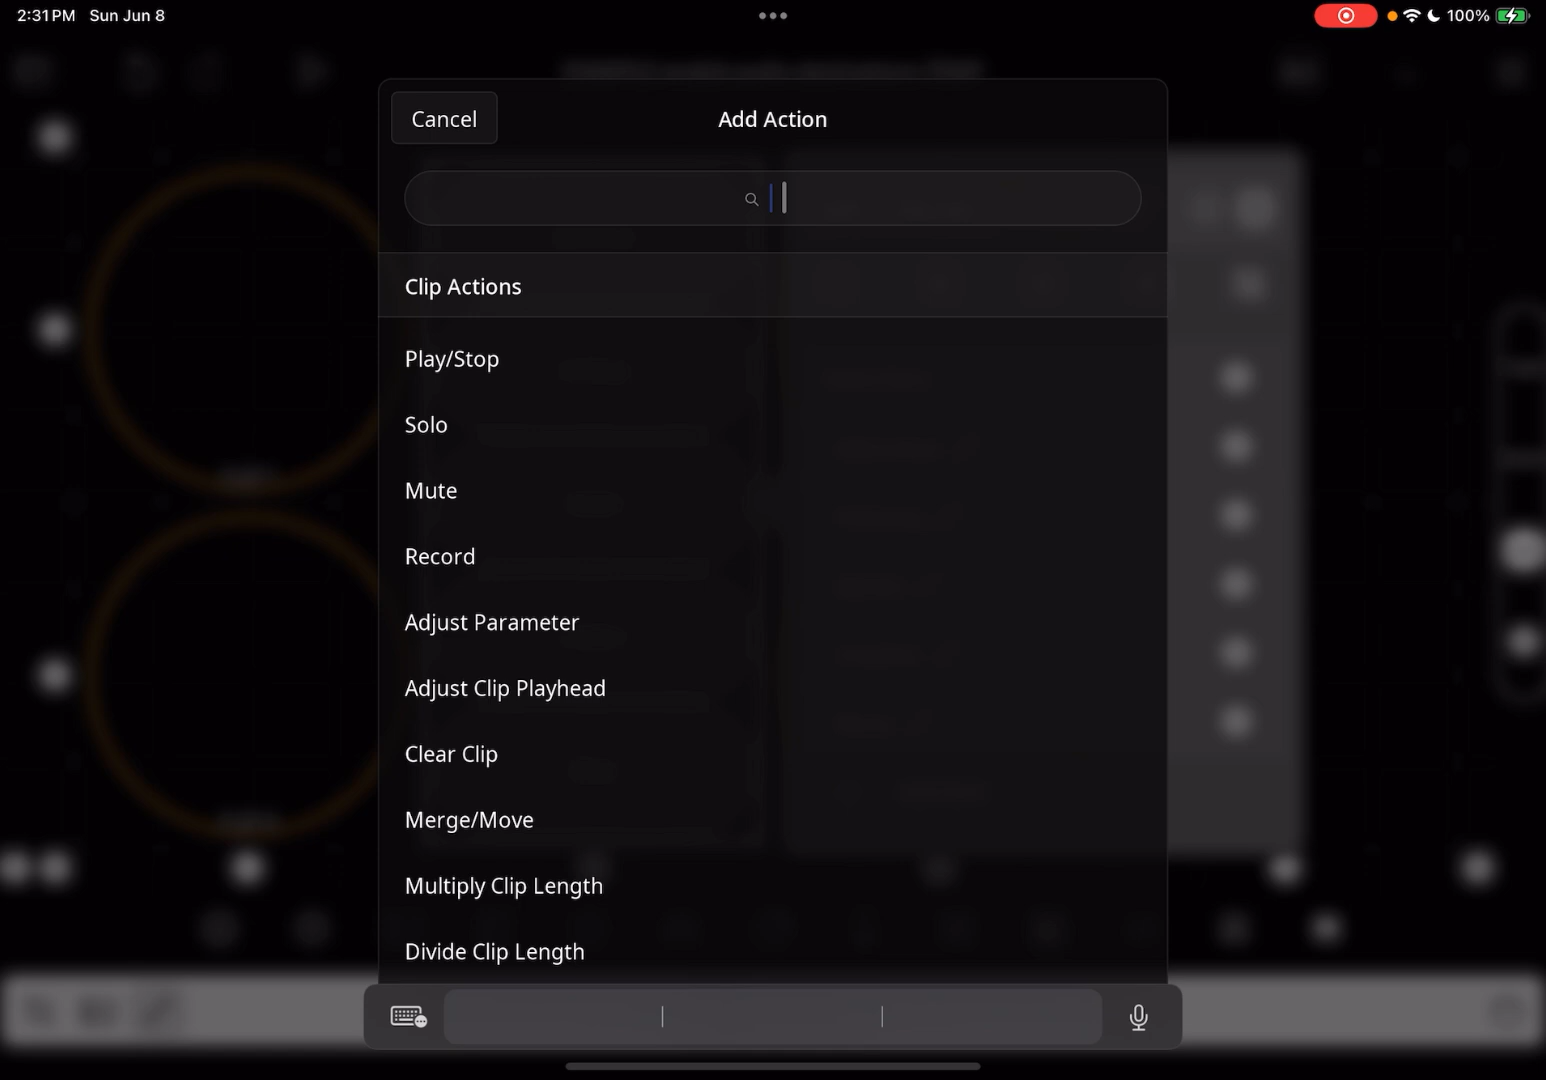 2:31 PM Sun Jun 8
100%
Cancel
Add Action
Clip Actions
Play/Stop
Solo
Mute
Record
Adjust Parameter
Adjust Clip Playhead
Clear Clip
Merge/Move
Multiply Clip Length
Divide Clip Length